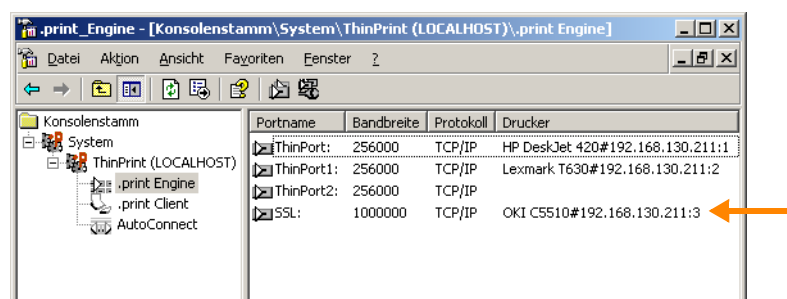 .print_Engine - [Konsolenstamm\System\ThinPrint (LOCALHOST)\.print Engine]
Datei Aktion Ansicht Favoriten Fenster ?
Konsolenstamm
System
ThinPrint (LOCALHOST)
.print Engine
.print Client
AutoConnect
Portname Bandbreite Protokoll Drucker
ThinPort: 256000 TCP/IP HP DeskJet 420#192.168.130.211:1
ThinPort1: 256000 TCP/IP Lexmark T630#192.168.130.211:2
ThinPort2: 256000 TCP/IP
SSL: 1000000 TCP/IP OKI C5510#192.168.130.211:3